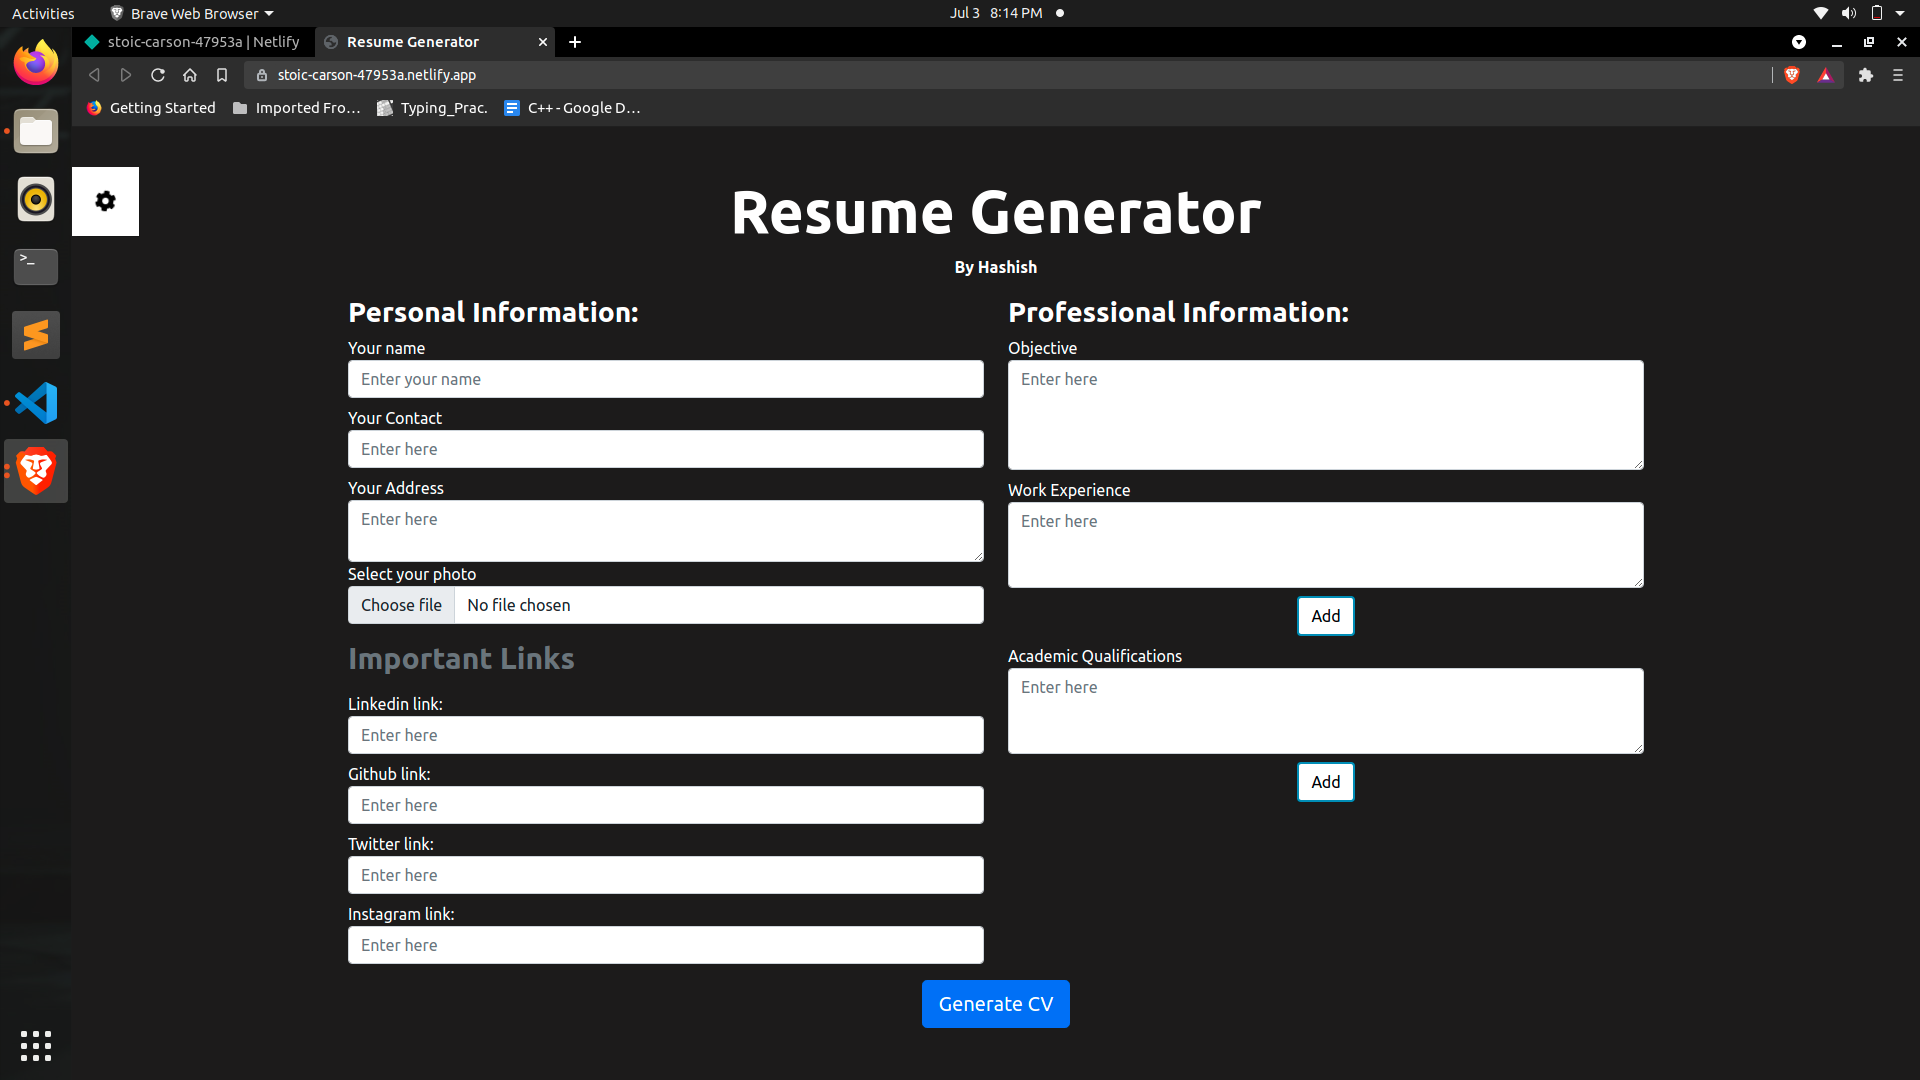 Activities
Brave Web Browser
Jul 3 8:14 PM
stoic-carson-47953a | Netlify
Resume Generator
stoic-carson-47953a.netlify.app
Getting Started
Imported Fro...
Typing_Prac.
C++ - Google D...
>_
Resume Generator
By Hashish
Personal Information:
Your name
Enter your name
Your Contact
Enter here
Your Address
Enter here
Select your photo
Choose file
No file chosen
Important Links
Linkedin link:
Enter here
Github link:
Enter here
Twitter link:
Enter here
Instagram link:
Enter here
Professional Information:
Objective
Enter here
Work Experience
Enter here
Add
Academic Qualifications
Enter here
Add
Generate CV